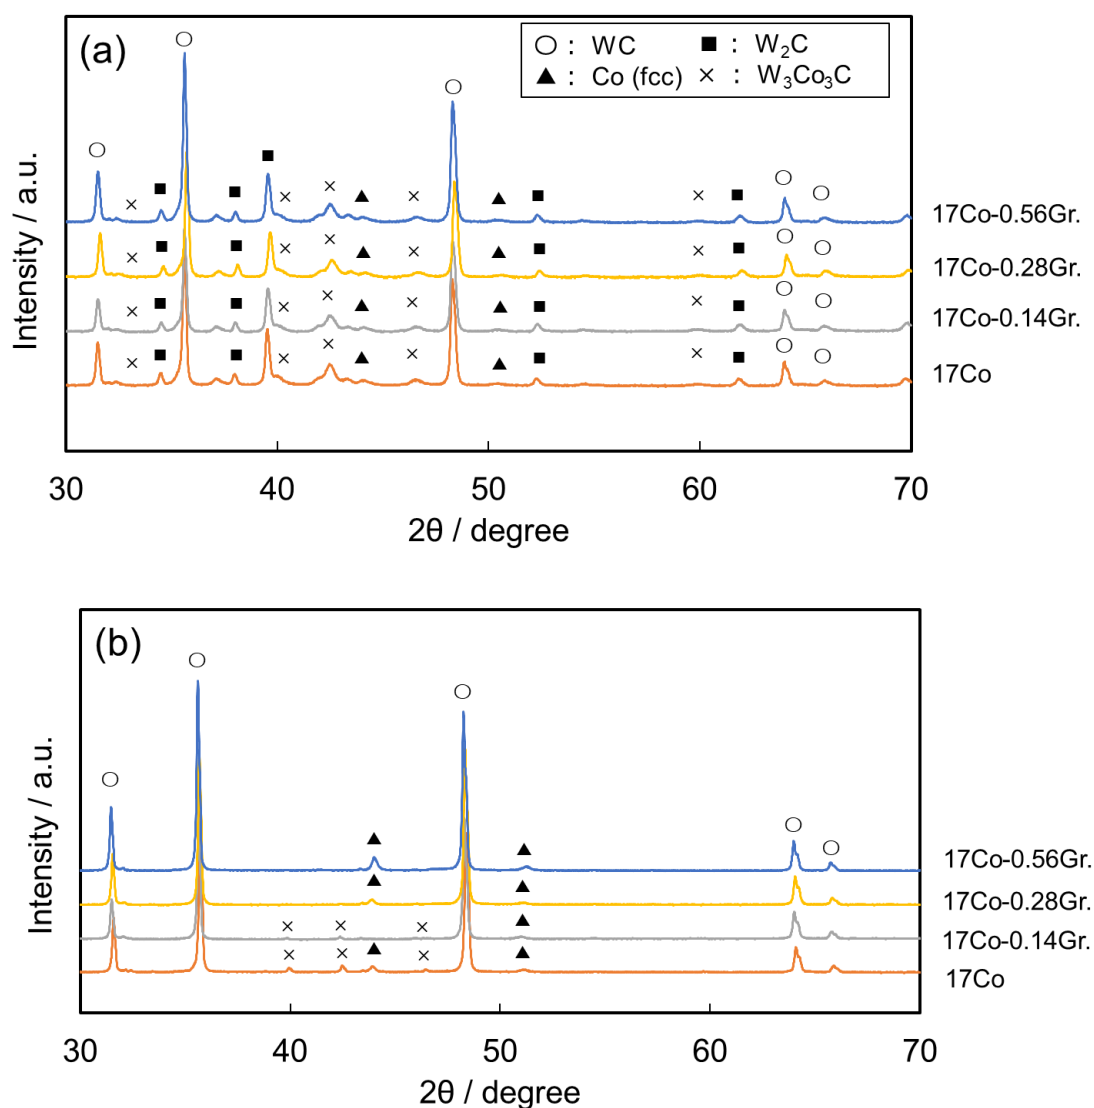 (a)
○ : WC ■ : W₂C
▲ : Co (fcc) × : W₃Co₃C
Intensity / a.u.
17Co-0.56Gr.
17Co-0.28Gr.
17Co-0.14Gr.
17Co
30 40 50 60 70
2θ / degree
(b)
Intensity / a.u.
17Co-0.56Gr.
17Co-0.28Gr.
17Co-0.14Gr.
17Co
30 40 50 60 70
2θ / degree